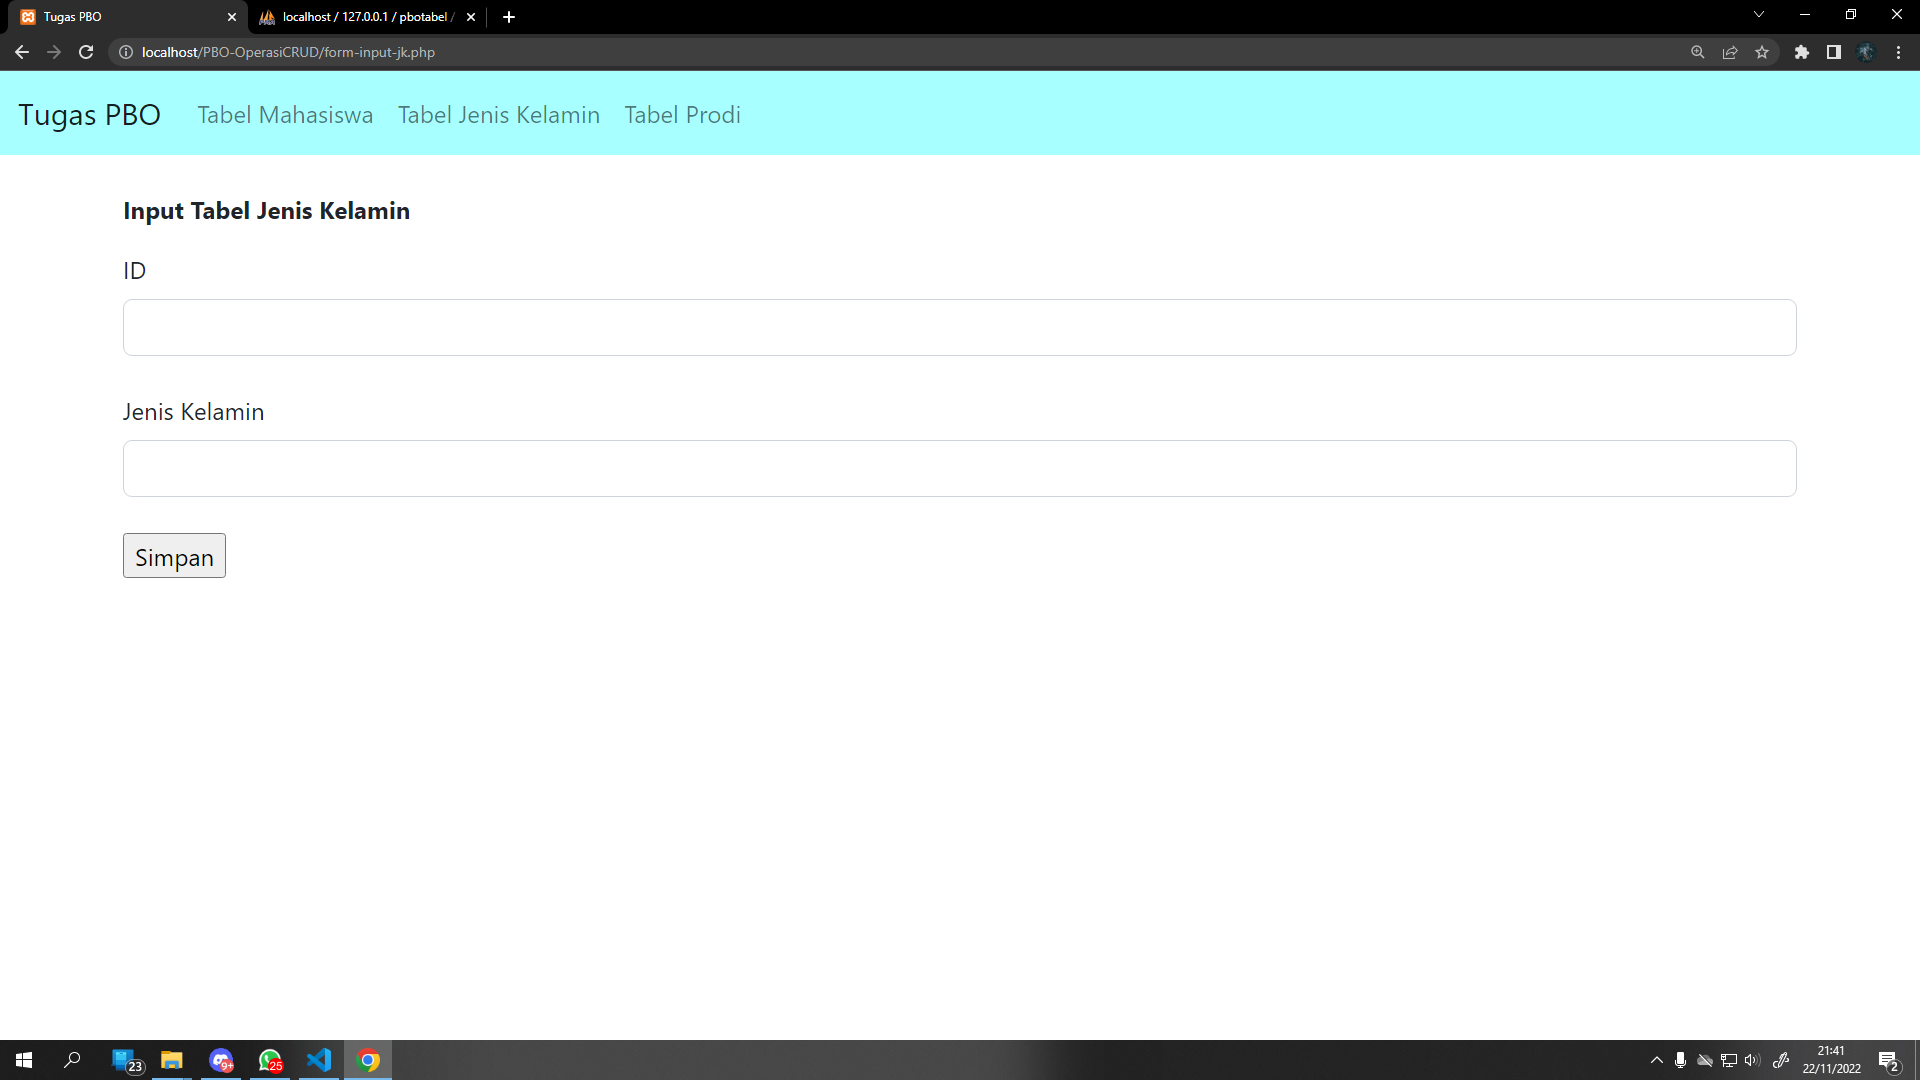 Tugas PBO
localhost / 127.0.0.1 / pbotabel /
localhost/PBO-OperasiCRUD/form-input-jk.php
Tugas PBO Tabel Mahasiswa Tabel Jenis Kelamin Tabel Prodi
Input Tabel Jenis Kelamin
ID
Jenis Kelamin
Simpan
23 9+ 25
21:41
22/11/2022
2